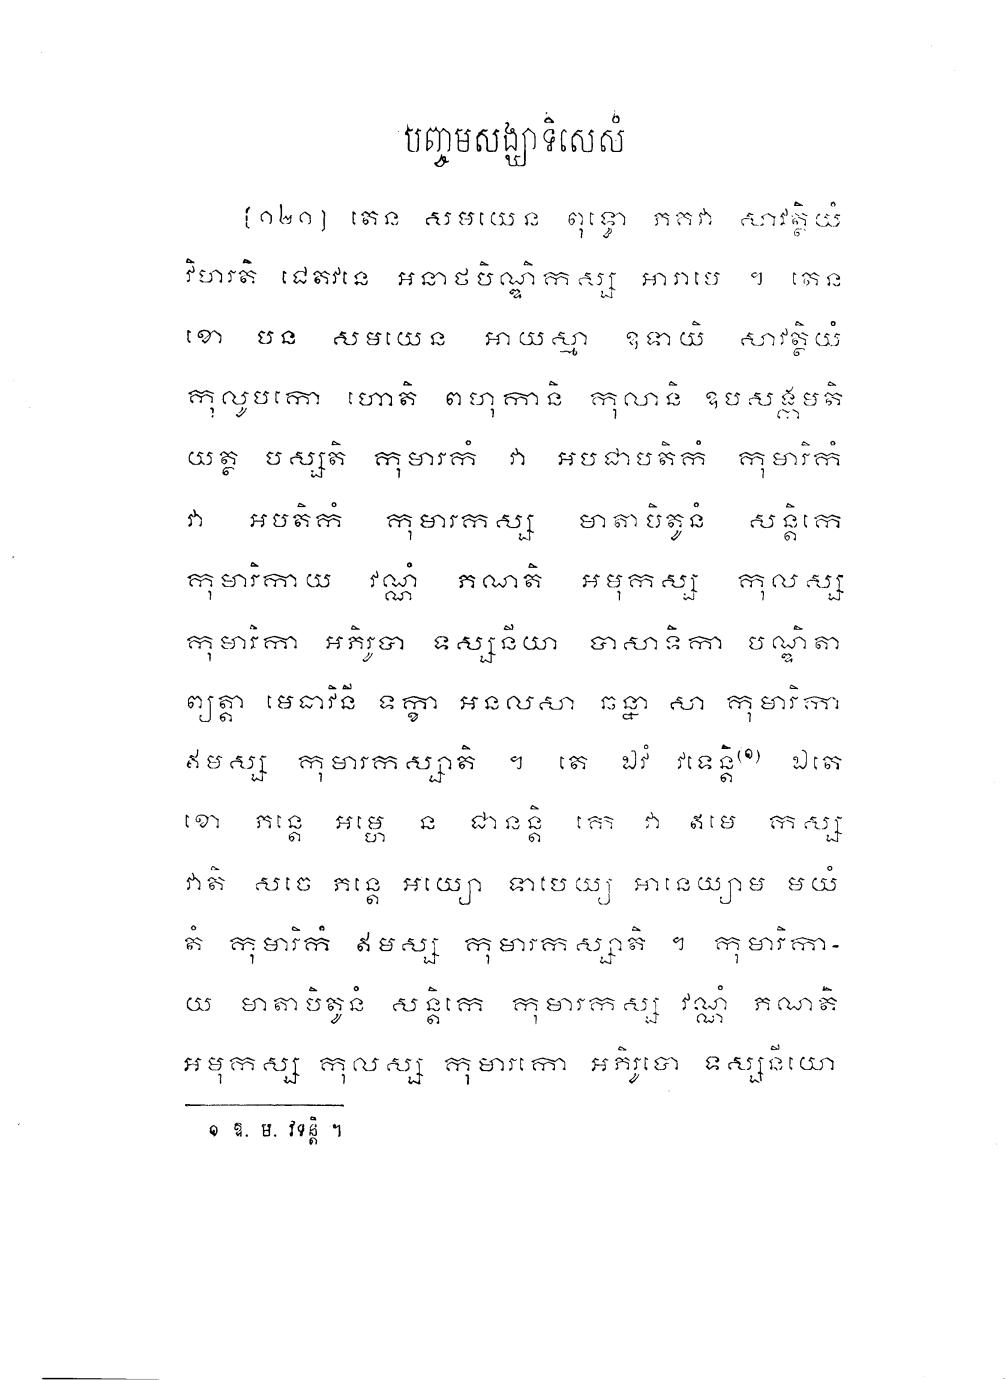 បញ្ចមសង្ឃាទិសេសំ
[១២១] តេន សមយេន ពុទ្ធោ ភគវា សាវត្ថិយំ
វិហរតិ ជេតវនេ អនាថបិណ្ឌិកស្ស អារាមេ ។ តេន
ខោ បន សមយេន អាយស្មា ឧទាយិ សាវត្ថិយំ
កុលូបកោ ហោតិ ពហុកានិ កុលានិ ឧបសង្កមតិ
យត្ថ បស្សតិ កុមារកំ វា អបជាបតិកំ កុមារិកំ
វា អបតិកំ កុមារកស្ស មាតាបិតូនំ សន្តិកេ
កុមារិកាយ វណ្ណំ ភណតិ អមុកស្ស កុលស្ស
កុមារិកា អភិរូបា ទស្សនីយា បាសាទិកា បណ្ឌិតា
ព្យត្តា មេធាវិនី ទក្ខា អនលសា ឆន្នា សា កុមារិកា
ឥមស្ស កុមារកស្សាតិ ។ តេ ឯវំ វទេន្តិ(១) ឯតេ
ខោ ភន្តេ អម្ហេ ន ជានន្តិ កេ វា ឥមេ កស្ស
វាតិ សចេ ភន្តេ អយ្យោ ទាបេយ្យ អានេយ្យាម មយំ
តំ កុមារិកំ ឥមស្ស កុមារកស្សាតិ ។ កុមារិកា-
យ មាតាបិតូនំ សន្តិកេ កុមារកស្ស វណ្ណំ ភណតិ
អមុកស្ស កុលស្ស កុមារកោ អភិរូបោ ទស្សនីយោ
១ ឱ. ម. វទន្តិ ។